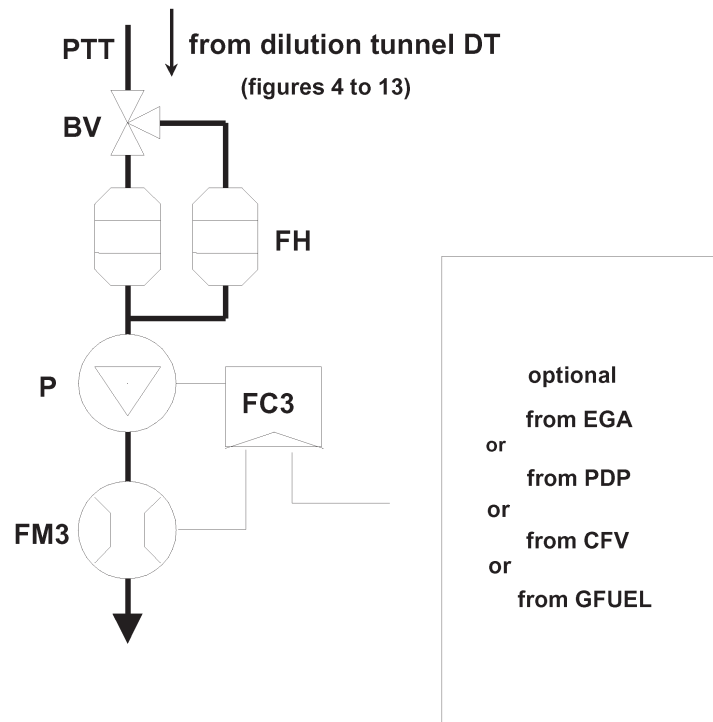 PTT
from dilution tunnel DT
(figures 4 to 13)
BV
FH
P
FC3
FM3
optional
from EGA
or
from PDP
or
from CFV
or
from GFUEL